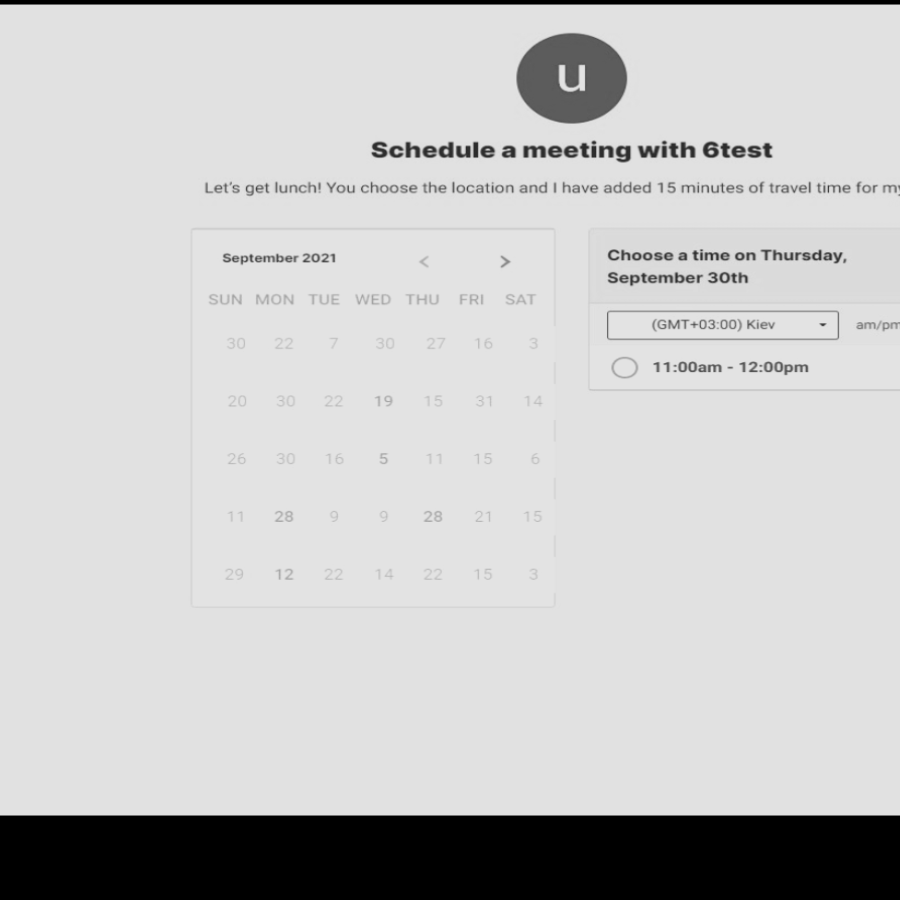 u
Schedule a meeting with 6test
Let's get lunch! You choose the location and I have added 15 minutes of travel time for my
September 2021 < >
SUN MON TUE WED THU FRI SAT
30 22 7 30 27 16 3
20 30 22 19 15 31 14
26 30 16 5 11 15 6
11 28 9 9 28 21 15
29 12 22 14 22 15 3
Choose a time on Thursday,
September 30th
(GMT+03:00) Kiev am/pm
11:00am - 12:00pm